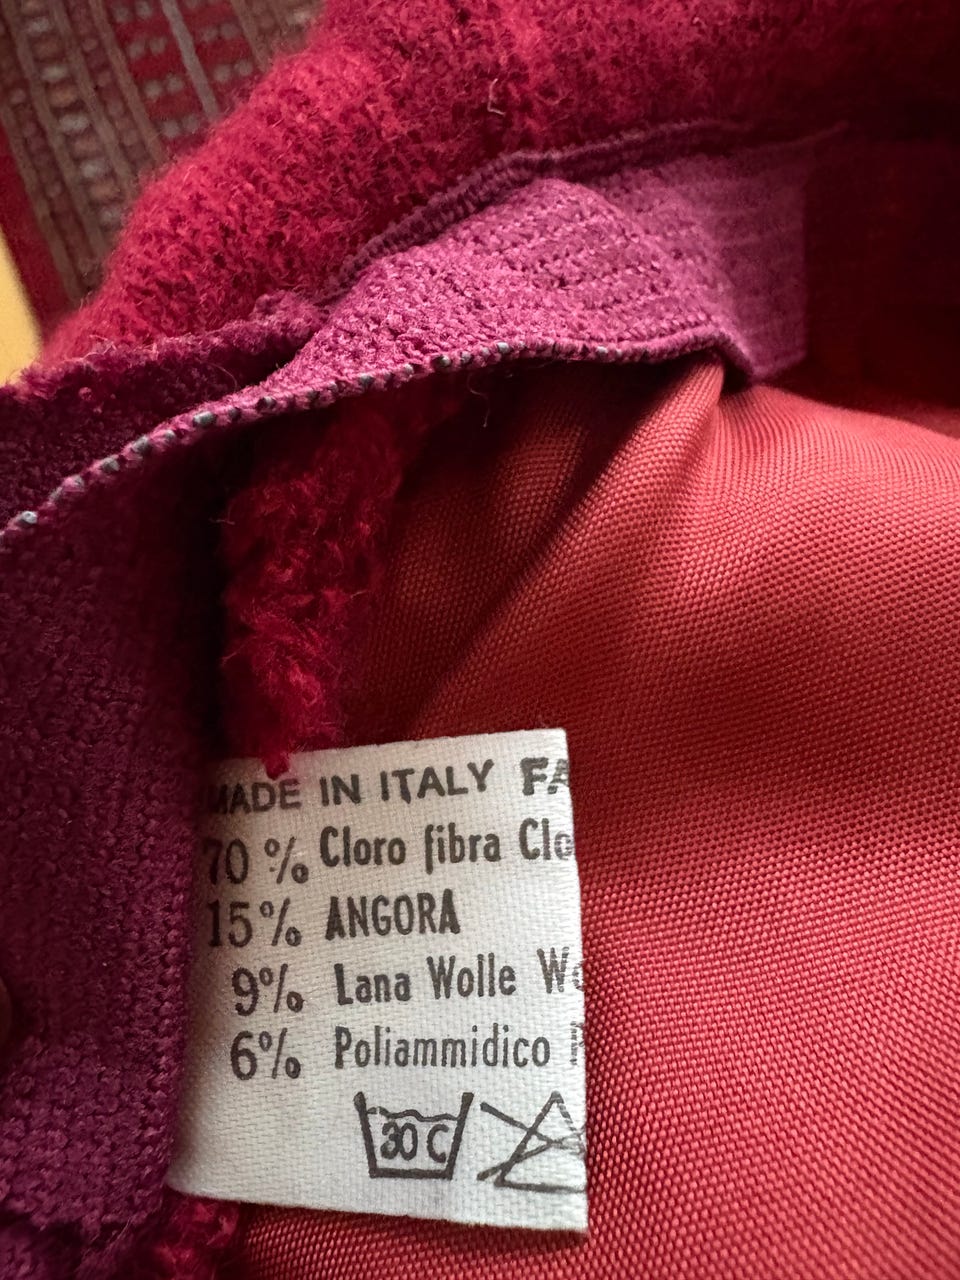 MADE IN ITALY
70% Cloro fibra
15% ANGORA
9% Lana Wolle
6% Poliammidico
30 C